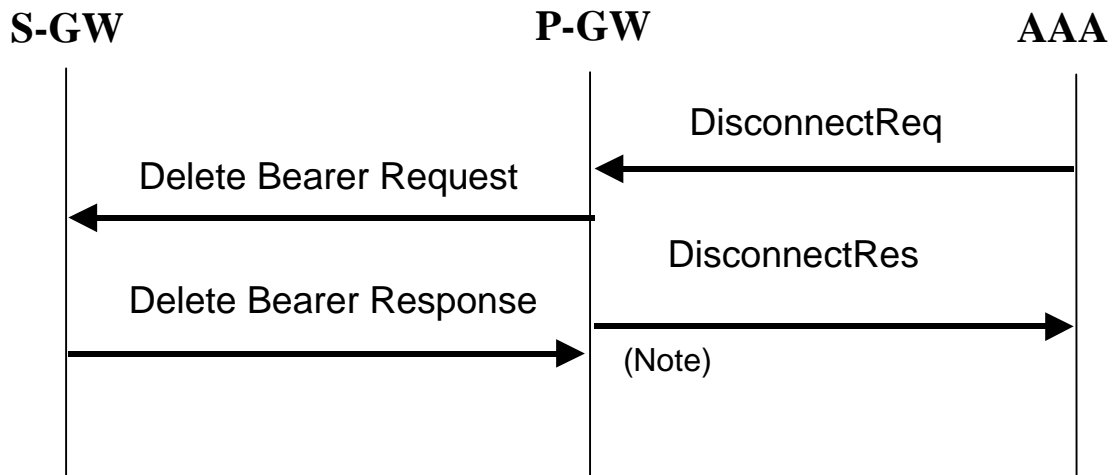 S-GW
P-GW
AAA
DisconnectReq
Delete Bearer Request
DisconnectRes
Delete Bearer Response
(Note)